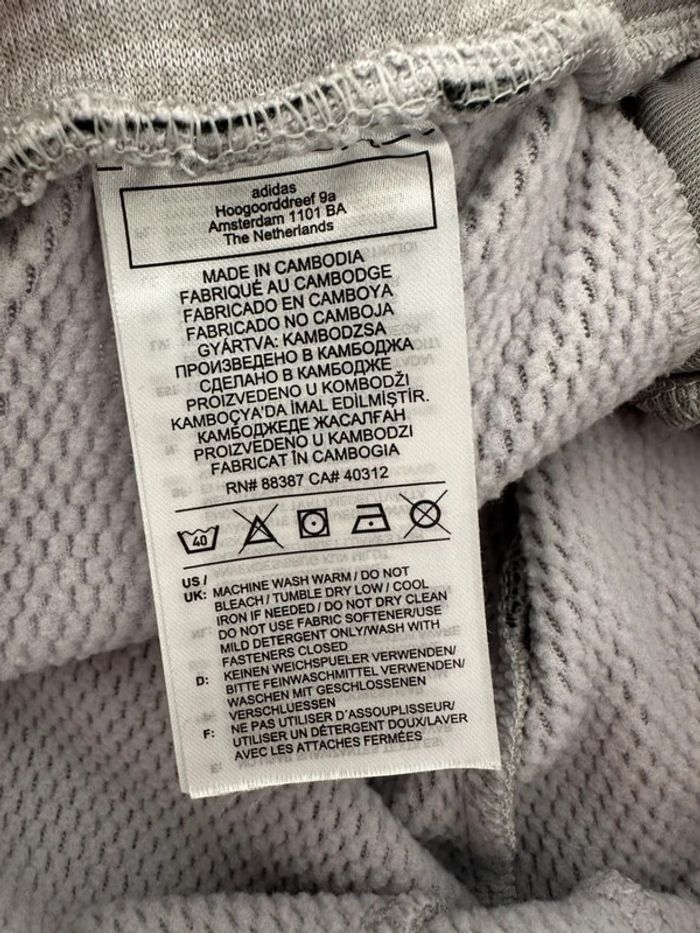 adidas
Hoogoorddreef 9a
Amsterdam 1101 BA
The Netherlands
MADE IN CAMBODIA
FABRIQUÉ AU CAMBODGE
FABRICADO EN CAMBOYA
FABRICADO NO CAMBOJA
GYÁRTVA: KAMBODZSA
ПРОИЗВЕДЕНО В КАМБОДЖА
СДЕЛАНО В КАМБОДЖЕ
PROIZVEDENO U KOMBODŽI
KAMBOÇYA'DA İMAL EDİLMİŞTİR.
КАМБОДЖЕДЕ ЖАСАЛҒАН
PROIZVEDENO U KAMBODZI
FABRICAT ÎN CAMBOGIA
RN# 88387 CA# 40312
40
US /
UK: MACHINE WASH WARM / DO NOT
BLEACH / TUMBLE DRY LOW / COOL
IRON IF NEEDED / DO NOT DRY CLEAN
DO NOT USE FABRIC SOFTENER/USE
MILD DETERGENT ONLY/WASH WITH
FASTENERS CLOSED
D: KEINEN WEICHSPUELER VERWENDEN/
BITTE FEINWASCHMITTEL VERWENDEN/
WASCHEN MIT GESCHLOSSENEN
VERSCHLUESSEN
F: NE PAS UTILISER D'ASSOUPLISSEUR/
UTILISER UN DÉTERGENT DOUX/LAVER
AVEC LES ATTACHES FERMÉES